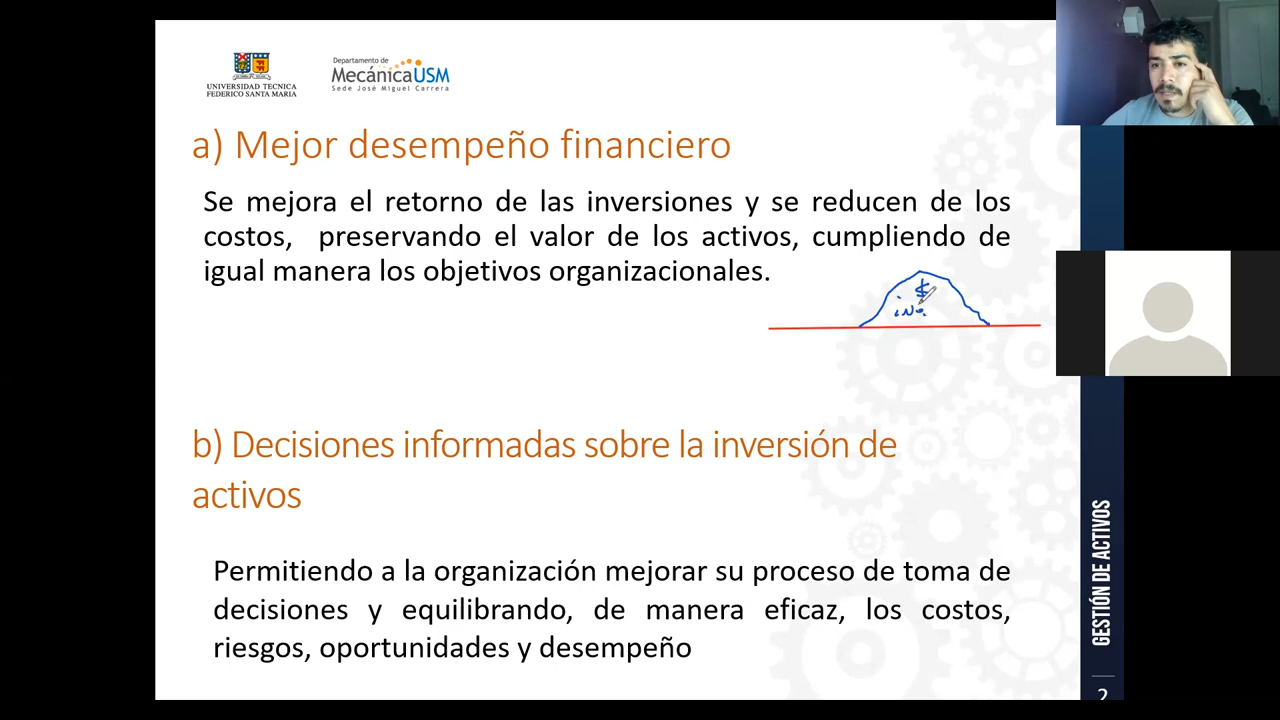 UNIVERSIDAD TECNICA
FEDERICO SANTA MARIA
Departamento de
MecánicaUSM
Sede José Miguel Carrera
a) Mejor desempeño financiero
Se mejora el retorno de las inversiones y se reducen de los
costos, preservando el valor de los activos, cumpliendo de
igual manera los objetivos organizacionales.
$
b) Decisiones informadas sobre la inversión de
activos
Permitiendo a la organización mejorar su proceso de toma de
decisiones y equilibrando, de manera eficaz, los costos,
riesgos, oportunidades y desempeño
GESTIÓN DE ACTIVOS
2